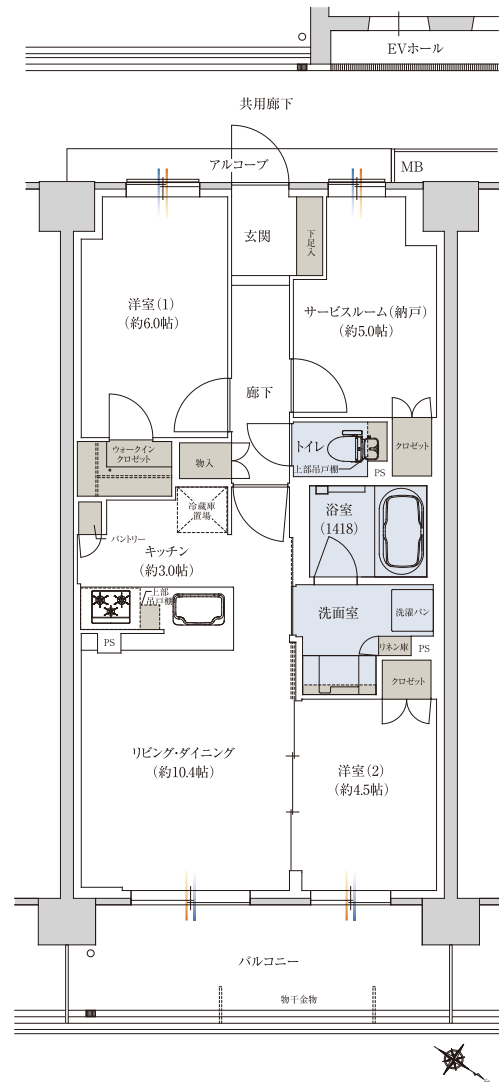 EVホール
共用廊下
アルコーブ
MB
玄関
下足入
洋室(1)
(約6.0帖)
サービスルーム(納戸)
(約5.0帖)
廊下
トイレ
上部吊戸棚
PS
クロゼット
ウォークイン
クロゼット
物入
冷蔵庫
置場
浴室
(1418)
パントリー
キッチン
(約3.0帖)
上部
吊戸棚
洗面室
洗濯パン
PS
リネン庫
PS
クロゼット
リビング・ダイニング
(約10.4帖)
洋室(2)
(約4.5帖)
バルコニー
物干金物